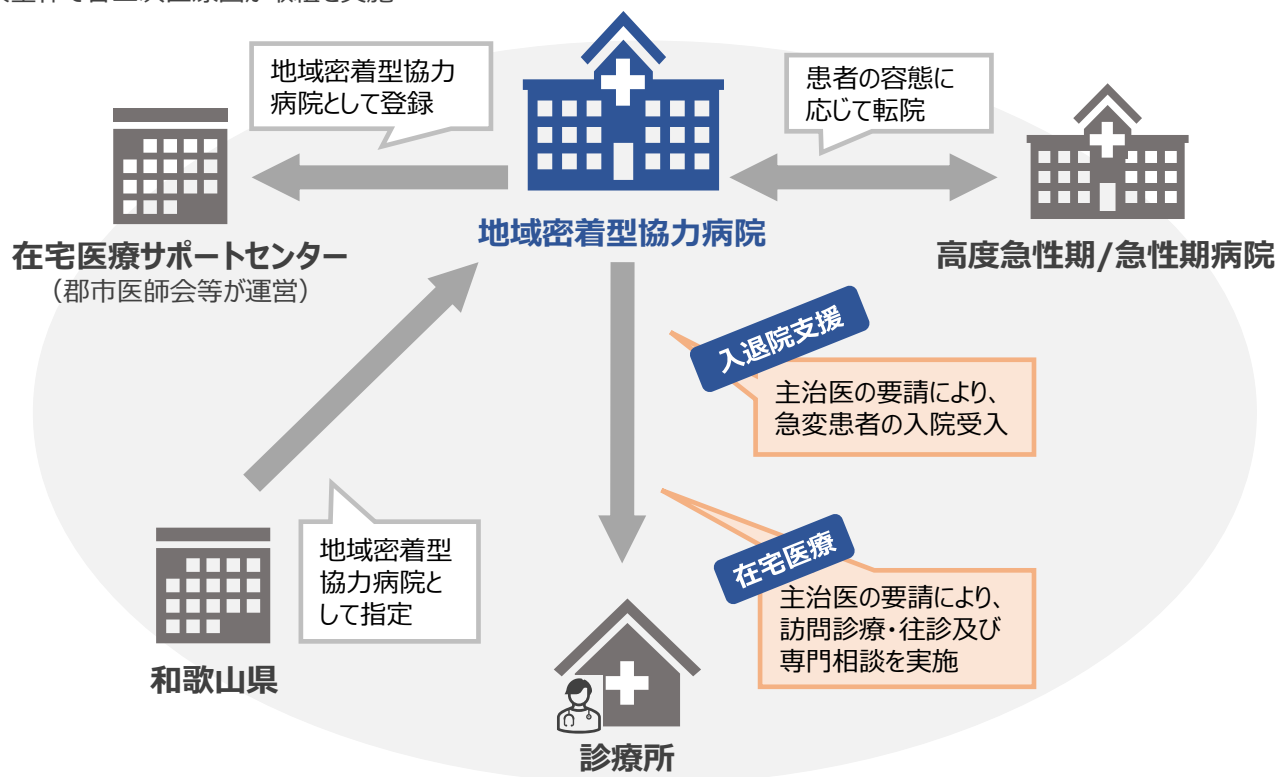 地域密着型協力
病院として登録
患者の容態に
応じて転院
地域密着型協力病院
在宅医療サポートセンター
（郡市医師会等が運営）
高度急性期/急性期病院
入退院支援
主治医の要請により、
急変患者の入院受入
地域密着型
協力病院と
して指定
在宅医療
主治医の要請により、
訪問診療・往診及び
専門相談を実施
和歌山県
診療所